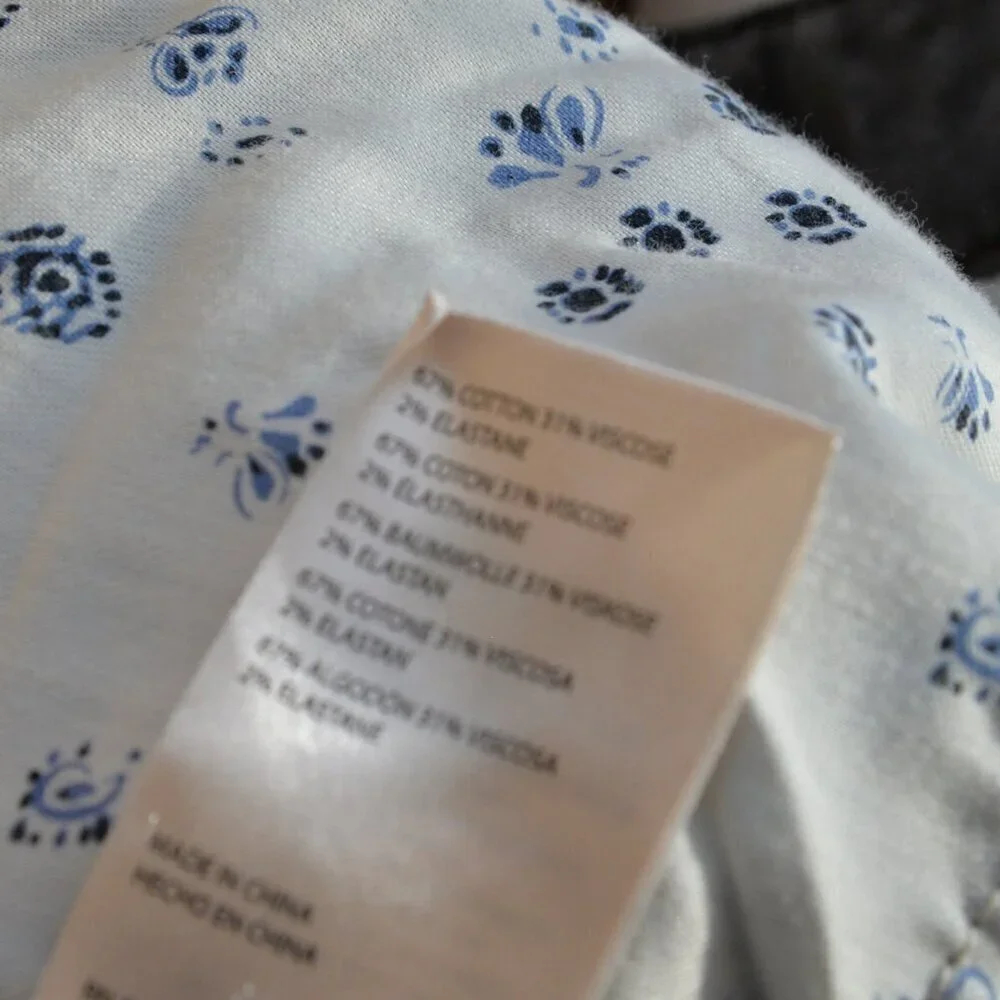 67% COTTON 31% VISCOSE
2% ELASTANE
67% COTON 31% VISCOSE
2% ÉLASTHANNE
67% BAUMWOLLE 31% VISKOSE
2% ELASTAN
67% COTONE 31% VISCOSA
2% ELASTAN
67% ALGODÓN 31% VISCOSA
2% ELASTANE
MADE IN CHINA
HECHO EN CHINA